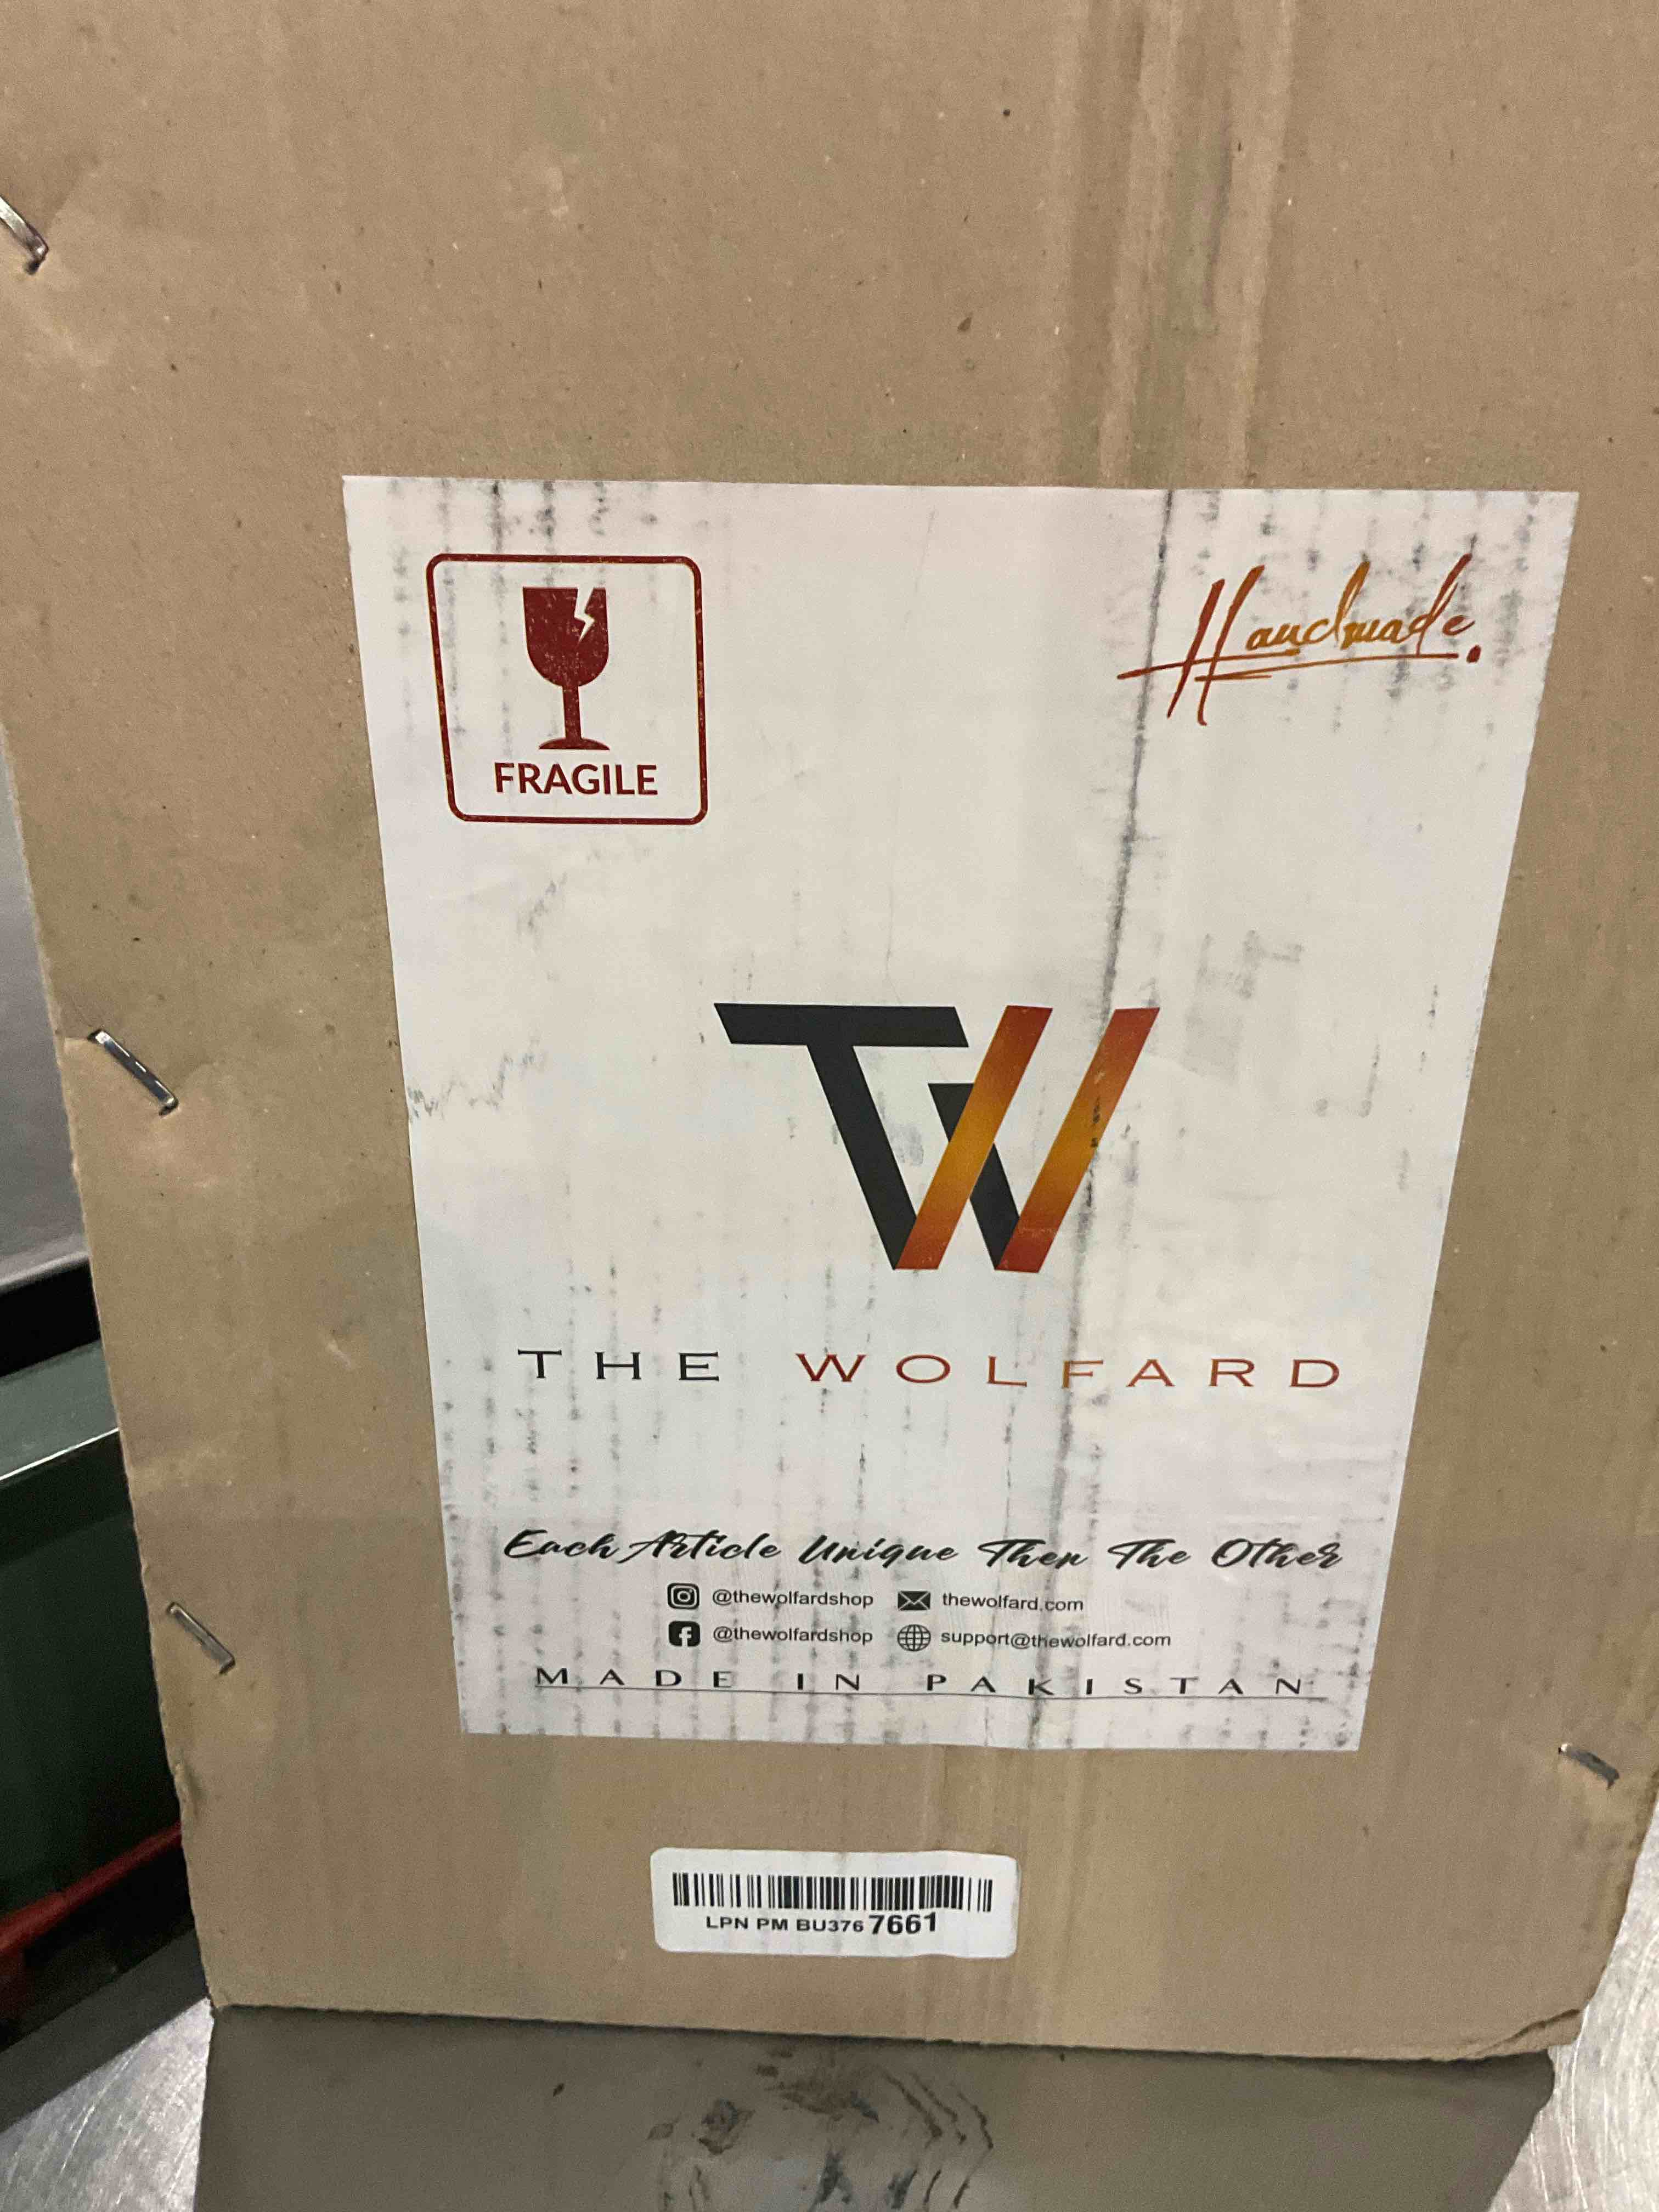 FRAGILE
Handmade.
TW
THE WOLFARD
Each Article Unique Then The Other
@thewolfardshop thewolfard.com
@thewolfardshop support@thewolfard.com
MADE IN PAKISTAN
LPN PM BU376 7661